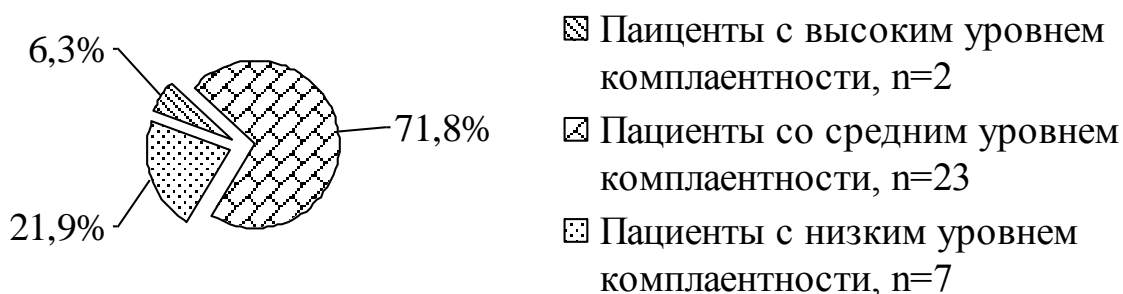 6,3%
71,8%
21,9%
Паиценты с высоким уровнем
комплаентности, n=2
Пациенты со средним уровнем
комплаентности, n=23
Пациенты с низким уровнем
комплаентности, n=7